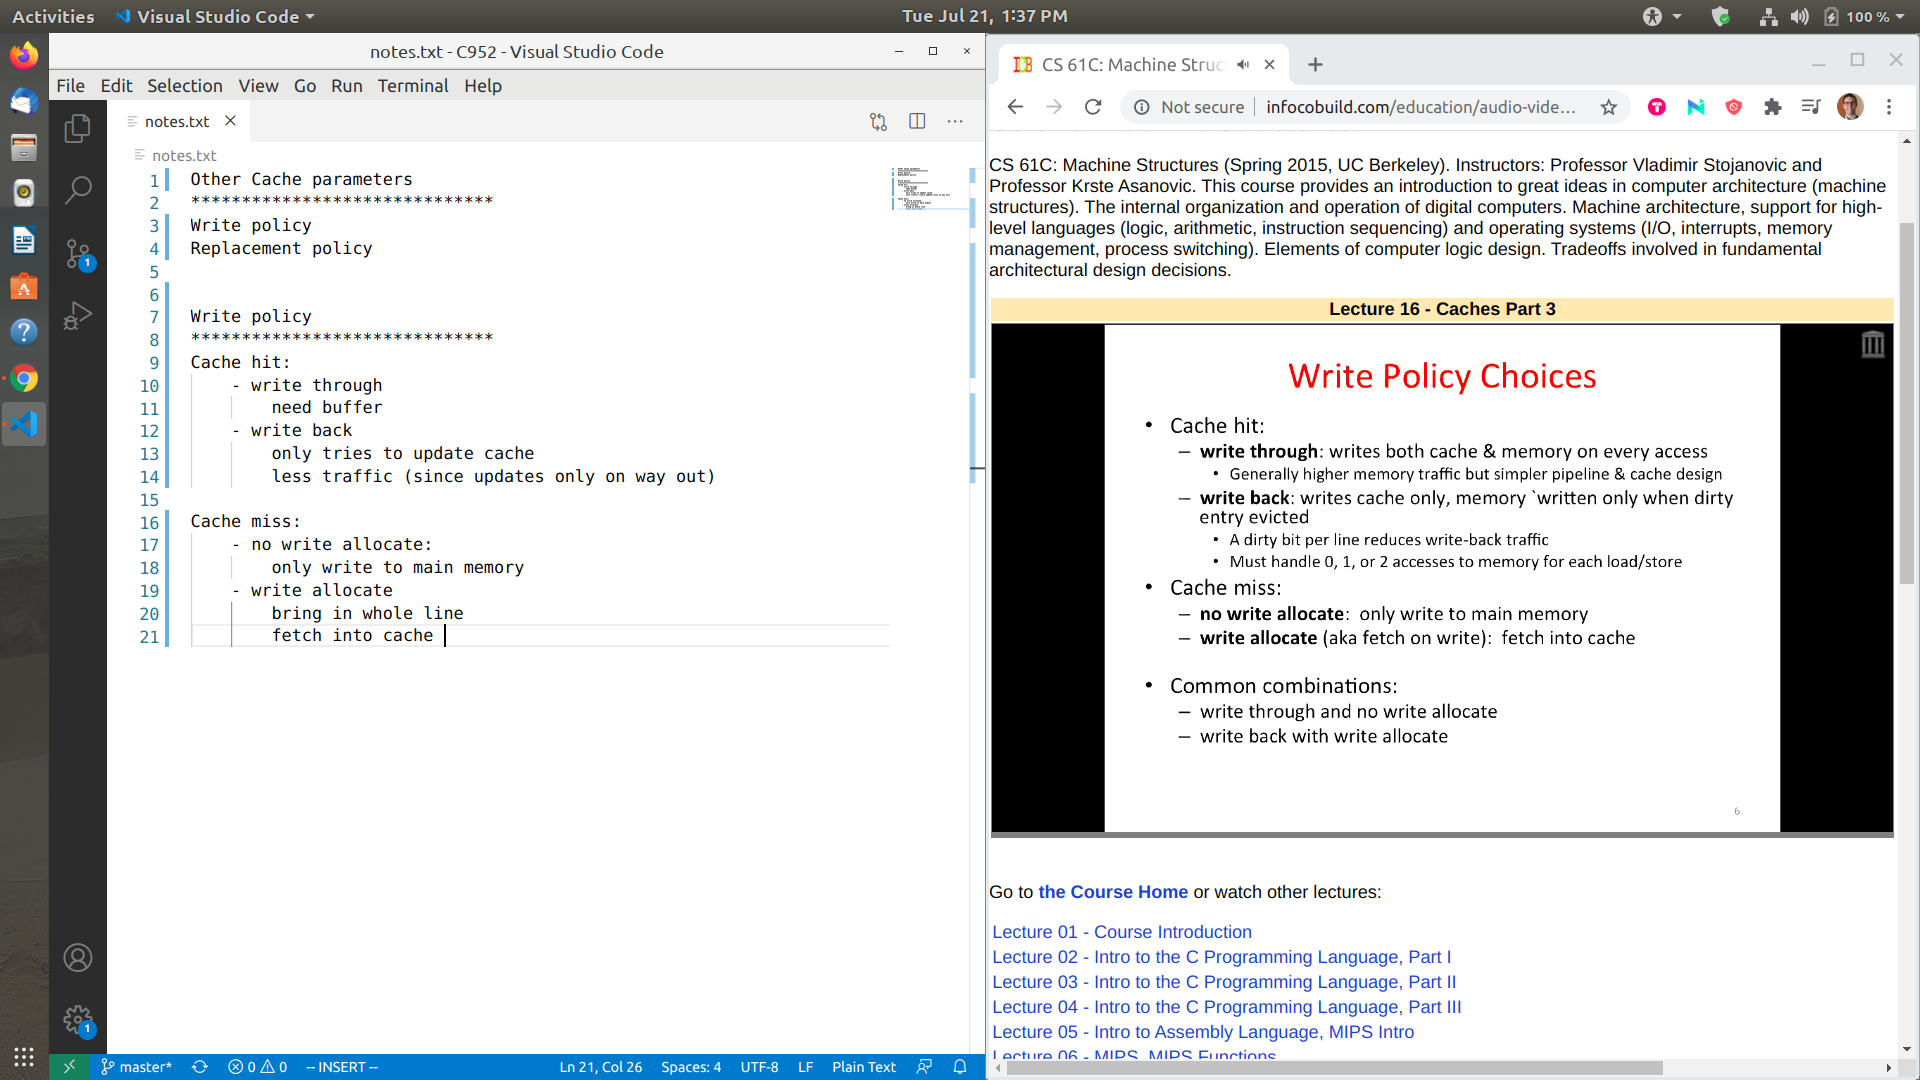 Activities
Visual Studio Code
Tue Jul 21, 1:37 PM
100 %
notes.txt - C952 - Visual Studio Code
File Edit Selection View Go Run Terminal Help
notes.txt
notes.txt
1 Other Cache parameters
2 ******************************
3 Write policy
4 Replacement policy
5
6
7 Write policy
8 ******************************
9 Cache hit:
10 - write through
11 need buffer
12 - write back
13 only tries to update cache
14 less traffic (since updates only on way out)
15
16 Cache miss:
17 - no write allocate:
18 only write to main memory
19 - write allocate
20 bring in whole line
21 fetch into cache
1
1
master* 0 0 -- INSERT -- Ln 21, Col 26 Spaces: 4 UTF-8 LF Plain Text
CS 61C: Machine Struc
Not secure infocobuild.com/education/audio-vide...
CS 61C: Machine Structures (Spring 2015, UC Berkeley). Instructors: Professor Vladimir Stojanovic and
Professor Krste Asanovic. This course provides an introduction to great ideas in computer architecture (machine
structures). The internal organization and operation of digital computers. Machine architecture, support for high-
level languages (logic, arithmetic, instruction sequencing) and operating systems (I/O, interrupts, memory
management, process switching). Elements of computer logic design. Tradeoffs involved in fundamental
architectural design decisions.
Lecture 16 - Caches Part 3
Write Policy Choices
• Cache hit:
– write through: writes both cache & memory on every access
• Generally higher memory traffic but simpler pipeline & cache design
– write back: writes cache only, memory `written only when dirty
entry evicted
• A dirty bit per line reduces write-back traffic
• Must handle 0, 1, or 2 accesses to memory for each load/store
• Cache miss:
– no write allocate: only write to main memory
– write allocate (aka fetch on write): fetch into cache
• Common combinations:
– write through and no write allocate
– write back with write allocate
6
Go to the Course Home or watch other lectures:
Lecture 01 - Course Introduction
Lecture 02 - Intro to the C Programming Language, Part I
Lecture 03 - Intro to the C Programming Language, Part II
Lecture 04 - Intro to the C Programming Language, Part III
Lecture 05 - Intro to Assembly Language, MIPS Intro
Lecture 06 - MIPS, MIPS Functions